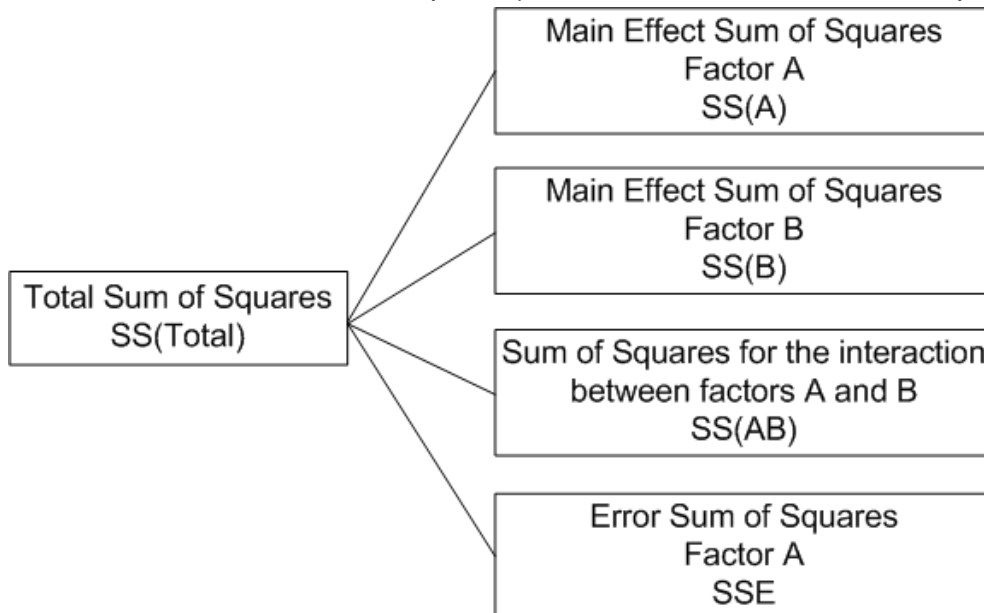 Main Effect Sum of Squares
Factor A
SS(A)
Main Effect Sum of Squares
Factor B
SS(B)
Total Sum of Squares
SS(Total)
Sum of Squares for the interaction
between factors A and B
SS(AB)
Error Sum of Squares
Factor A
SSE